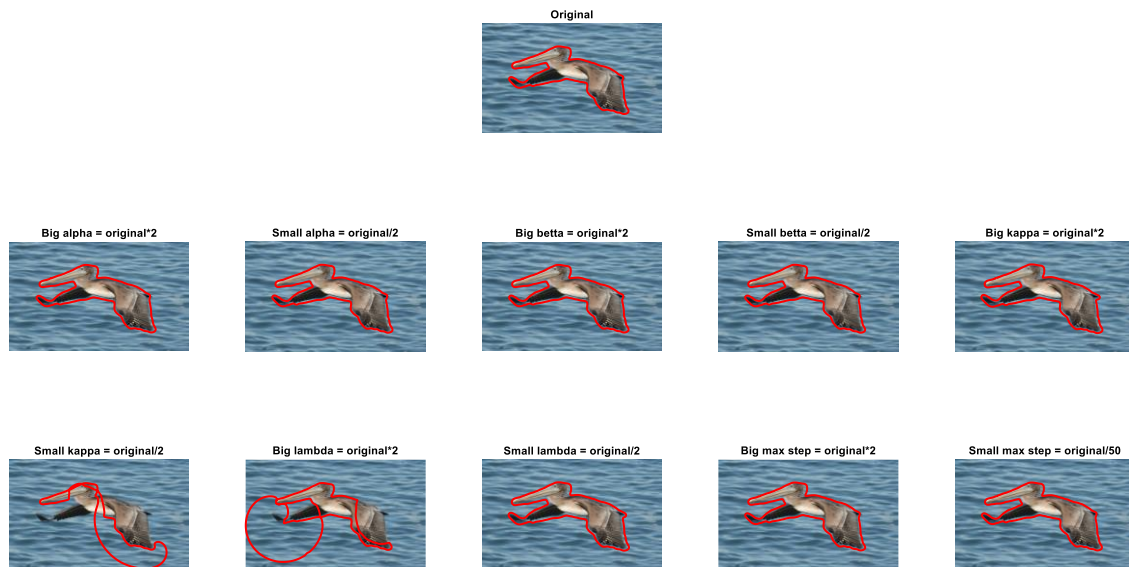 Original
Big alpha = original*2
Small alpha = original/2
Big betta = original*2
Small betta = original/2
Big kappa = original*2
Small kappa = original/2
Big lambda = original*2
Small lambda = original/2
Big max step = original*2
Small max step = original/50